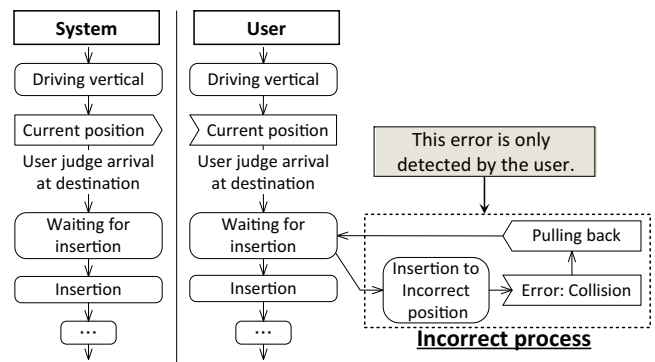 System
Driving vertical
Current position
User judge arrival
at destination
Waiting for
insertion
Insertion
...
User
Driving vertical
Current position
User judge arrival
at destination
Waiting for
insertion
Insertion
...
This error is only
detected by the user.
Pulling back
Insertion to
Incorrect
position
Error: Collision
Incorrect process